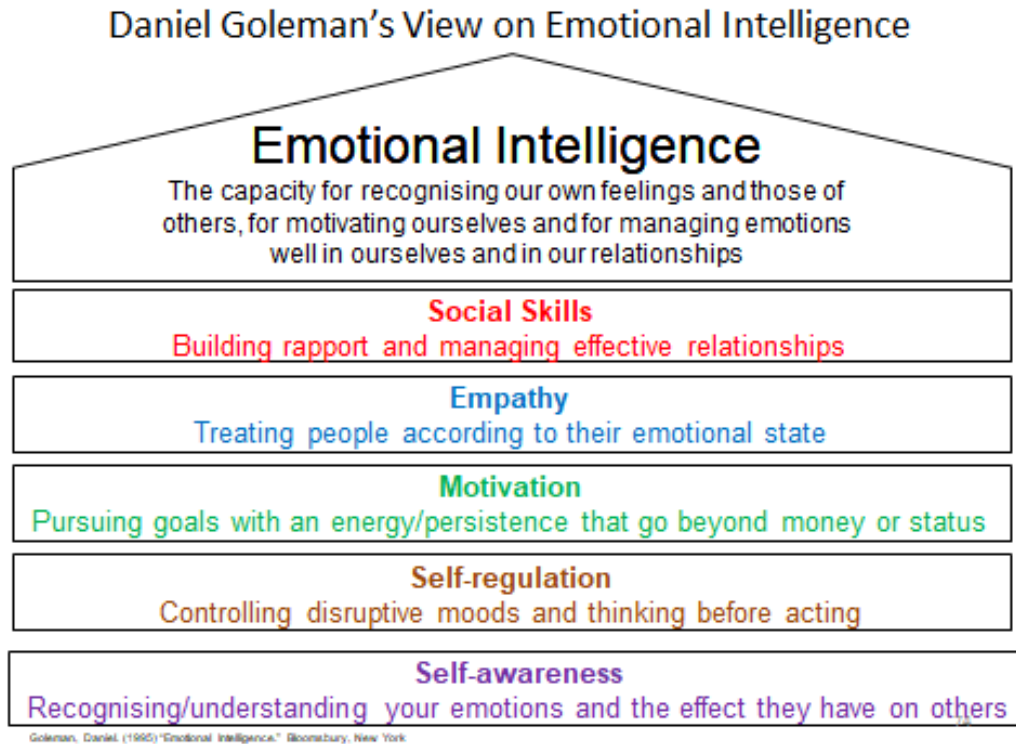 Daniel Goleman's View on Emotional Intelligence
Emotional Intelligence
The capacity for recognising our own feelings and those of
others, for motivating ourselves and for managing emotions
well in ourselves and in our relationships
Social Skills
Building rapport and managing effective relationships
Empathy
Treating people according to their emotional state
Motivation
Pursuing goals with an energy/persistence that go beyond money or status
Self-regulation
Controlling disruptive moods and thinking before acting
Self-awareness
Recognising/understanding your emotions and the effect they have on others
Goleman, Daniel. (1995) "Emotional Intelligence." Bloomsbury, New York